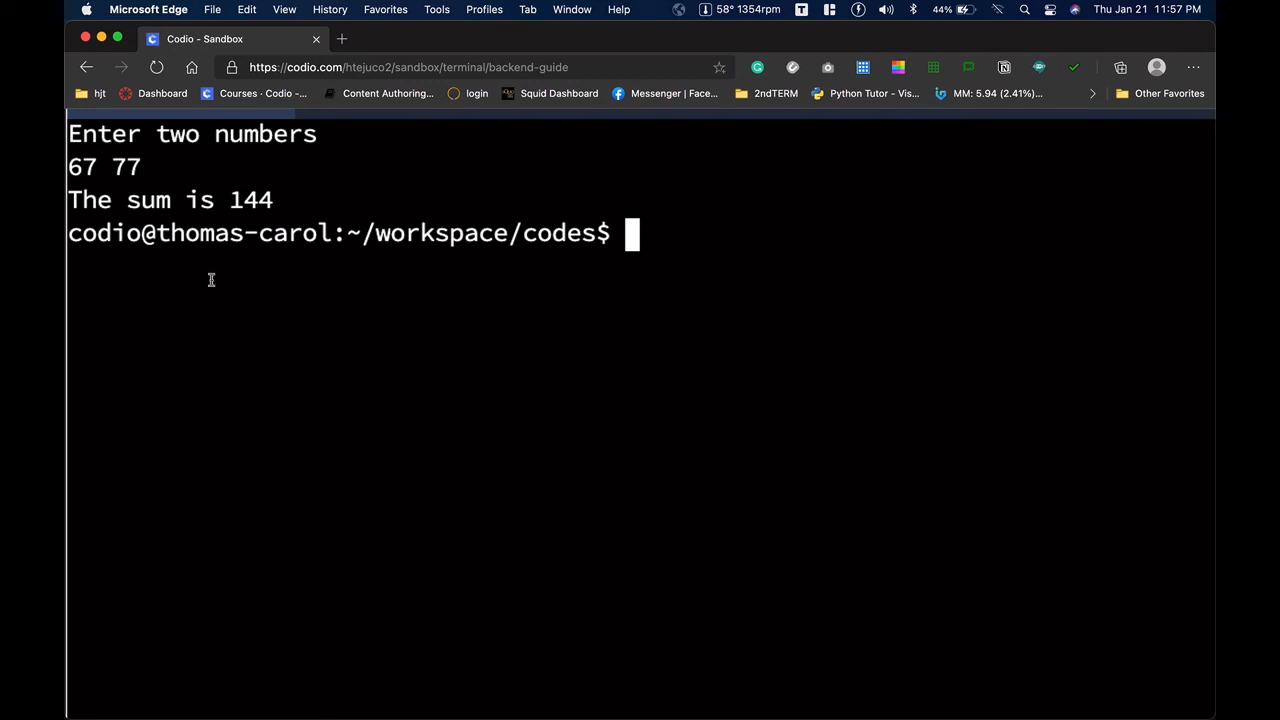 Microsoft Edge File Edit View History Favorites Tools Profiles Tab Window Help 58° 1354rpm 44% Thu Jan 21 11:57 PM
Codio - Sandbox
https://codio.com/htejuco2/sandbox/terminal/backend-guide
hjt Dashboard Courses · Codio -... Content Authoring... login Squid Dashboard Messenger | Face... 2ndTERM Python Tutor - Vis... MM: 5.94 (2.41%)... Other Favorites
Enter two numbers
67 77
The sum is 144
codio@thomas-carol:~/workspace/codes$